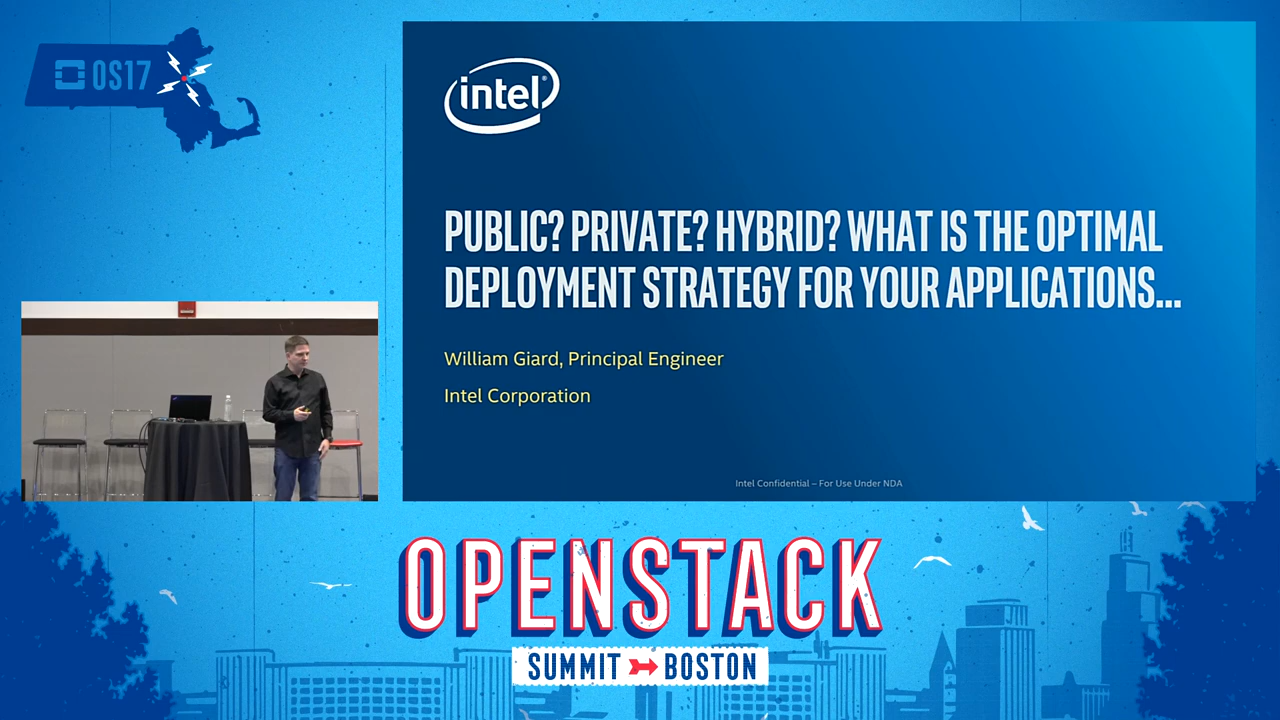 OS17
intel
PUBLIC? PRIVATE? HYBRID? WHAT IS THE OPTIMAL
DEPLOYMENT STRATEGY FOR YOUR APPLICATIONS...
William Giard, Principal Engineer
Intel Corporation
Intel Confidential – For Use Under NDA
OPENSTACK
SUMMIT BOSTON